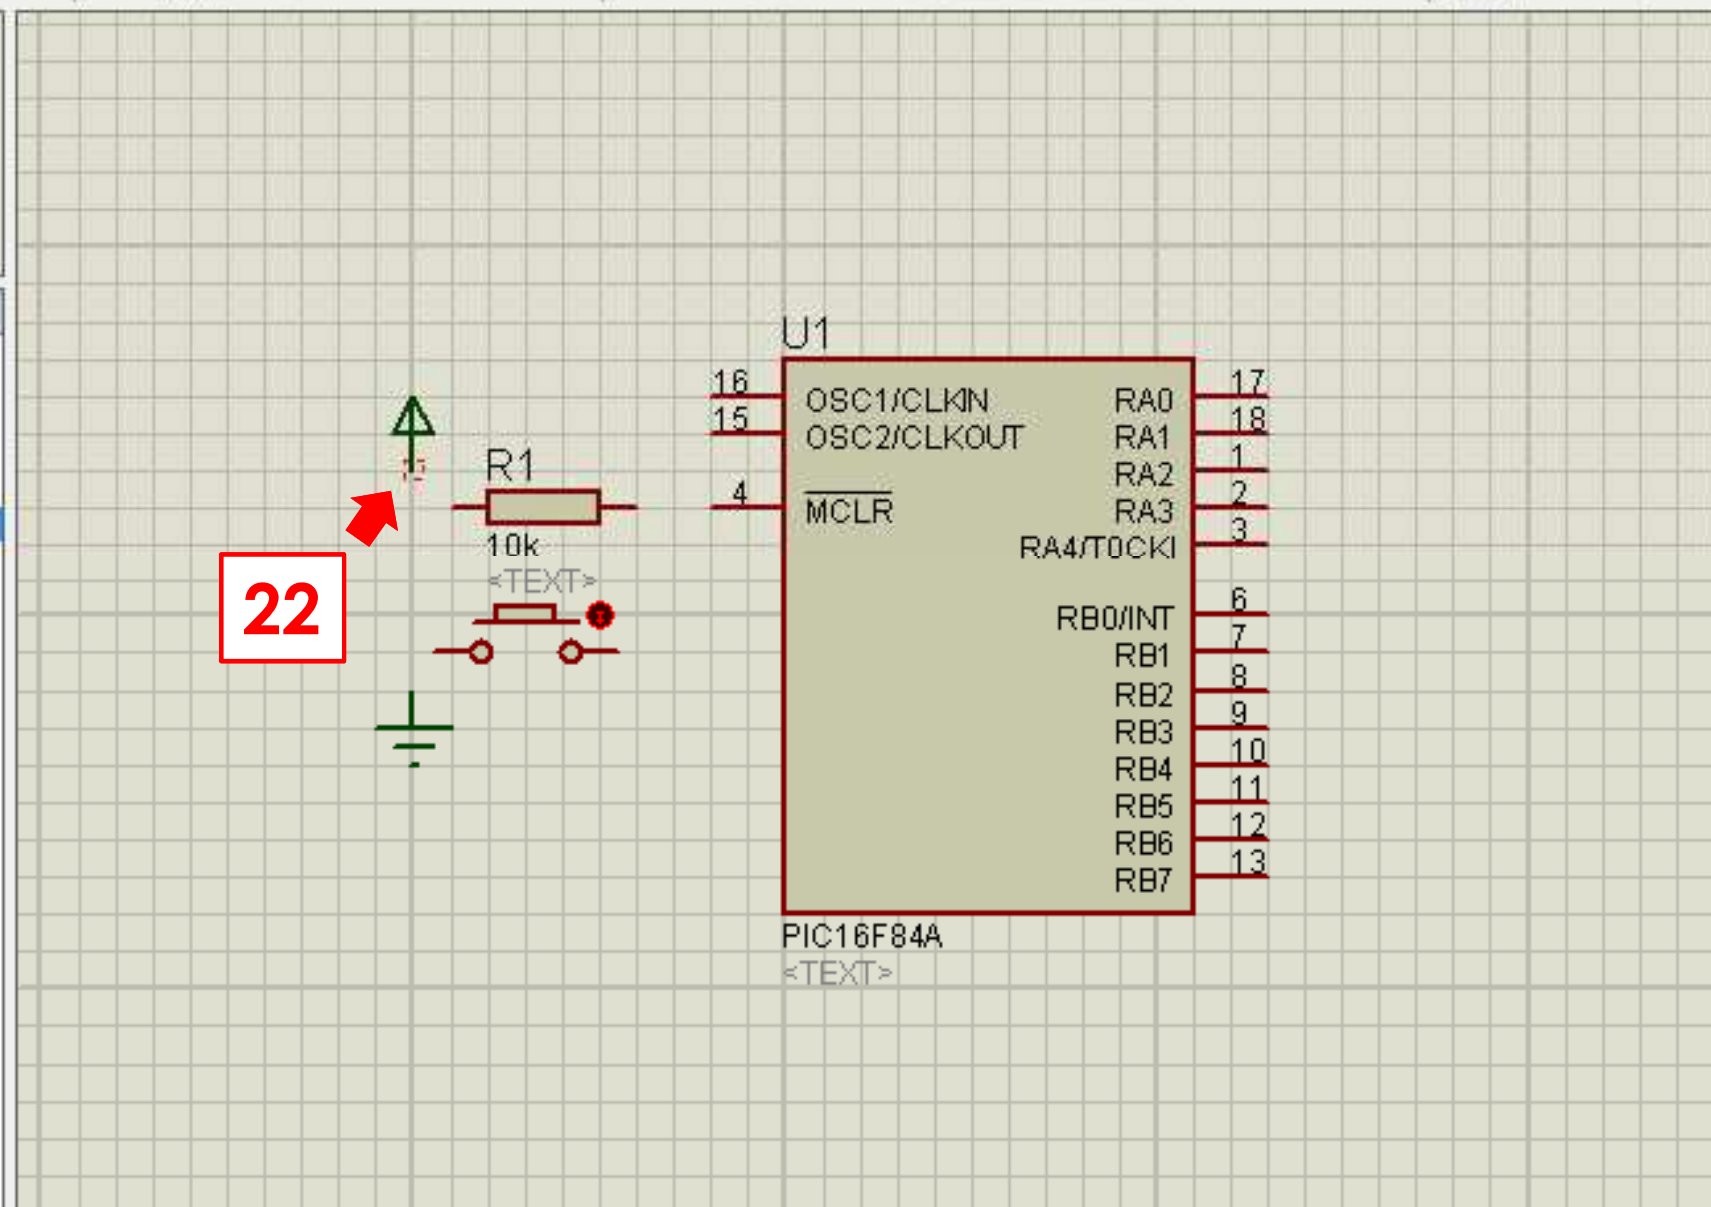 U1
16
OSC1/CLKIN
RA0
17
15
OSC2/CLKOUT
RA1
18
RA2
1
R1
4
MCLR
RA3
2
10k
RA4/T0CKI
3
<TEXT>
22
RB0/INT
6
RB1
7
RB2
8
RB3
9
RB4
10
RB5
11
RB6
12
RB7
13
PIC16F84A
<TEXT>